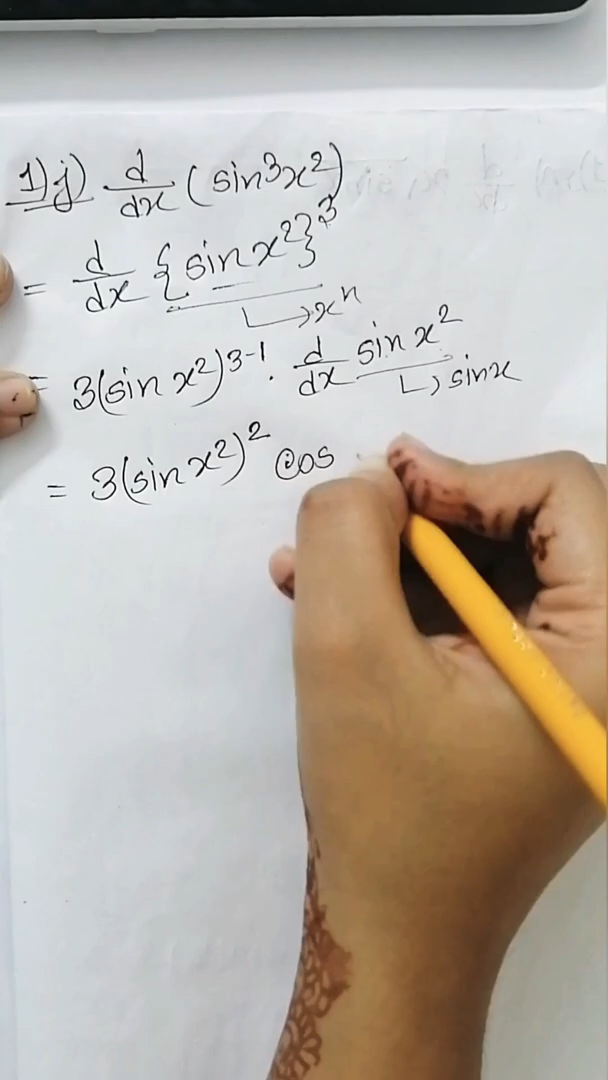 1)j) d/dx (sin³x²)
= d/dx {sin x²}³
↳ xⁿ
= 3(sin x²)³⁻¹ · d/dx sin x²
↳ sinx
= 3(sin x²)² cos